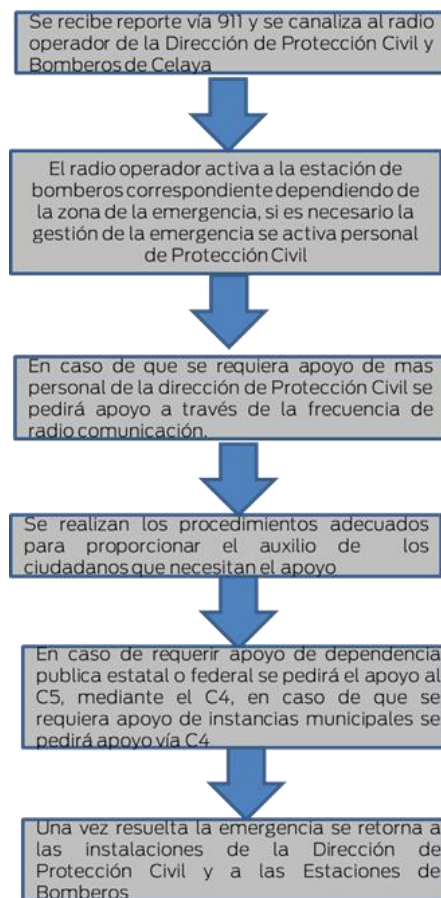 Se recibe reporte vía 911 y se canaliza al radio
operador de la Dirección de Protección Civil y
Bomberos de Celaya
El radio operador activa a la estación de
bomberos correspondiente dependiendo de
la zona de la emergencia, si es necesario la
gestión de la emergencia se activa personal
de Protección Civil
En caso de que se requiera apoyo de mas
personal de la dirección de Protección Civil se
pedirá apoyo a través de la frecuencia de
radio comunicación.
Se realizan los procedimientos adecuados
para proporcionar el auxilio de los
ciudadanos que necesitan el apoyo
En caso de requerir apoyo de dependencia
publica estatal o federal se pedirá el apoyo al
C5, mediante el C4, en caso de que se
requiera apoyo de instancias municipales se
pedirá apoyo vía C4
Una vez resuelta la emergencia se retorna a
las instalaciones de la Dirección de
Protección Civil y a las Estaciones de
Bomberos